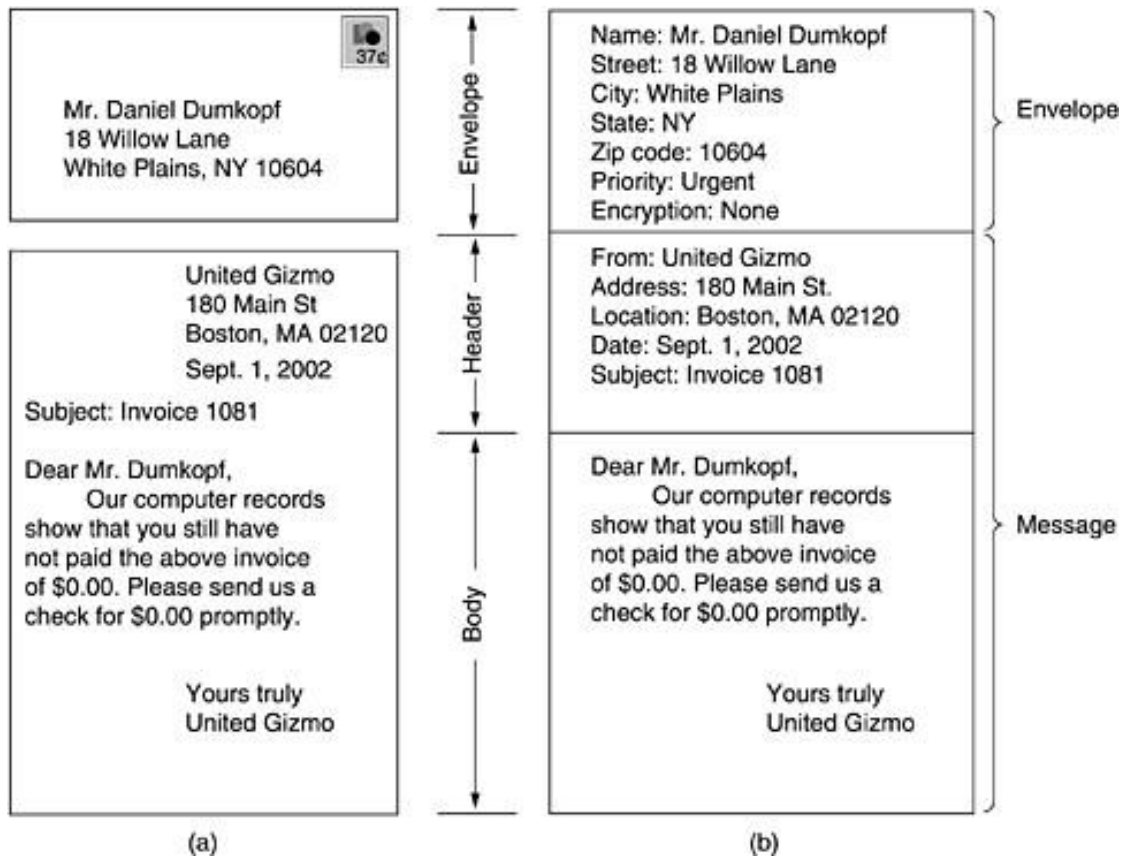 37¢
Mr. Daniel Dumkopf
18 Willow Lane
White Plains, NY 10604
United Gizmo
180 Main St
Boston, MA 02120
Sept. 1, 2002
Subject: Invoice 1081
Dear Mr. Dumkopf,
Our computer records
show that you still have
not paid the above invoice
of $0.00. Please send us a
check for $0.00 promptly.
Yours truly
United Gizmo
(a)
Envelope
Header
Body
Name: Mr. Daniel Dumkopf
Street: 18 Willow Lane
City: White Plains
State: NY
Zip code: 10604
Priority: Urgent
Encryption: None
From: United Gizmo
Address: 180 Main St.
Location: Boston, MA 02120
Date: Sept. 1, 2002
Subject: Invoice 1081
Dear Mr. Dumkopf,
Our computer records
show that you still have
not paid the above invoice
of $0.00. Please send us a
check for $0.00 promptly.
Yours truly
United Gizmo
(b)
Envelope
Message